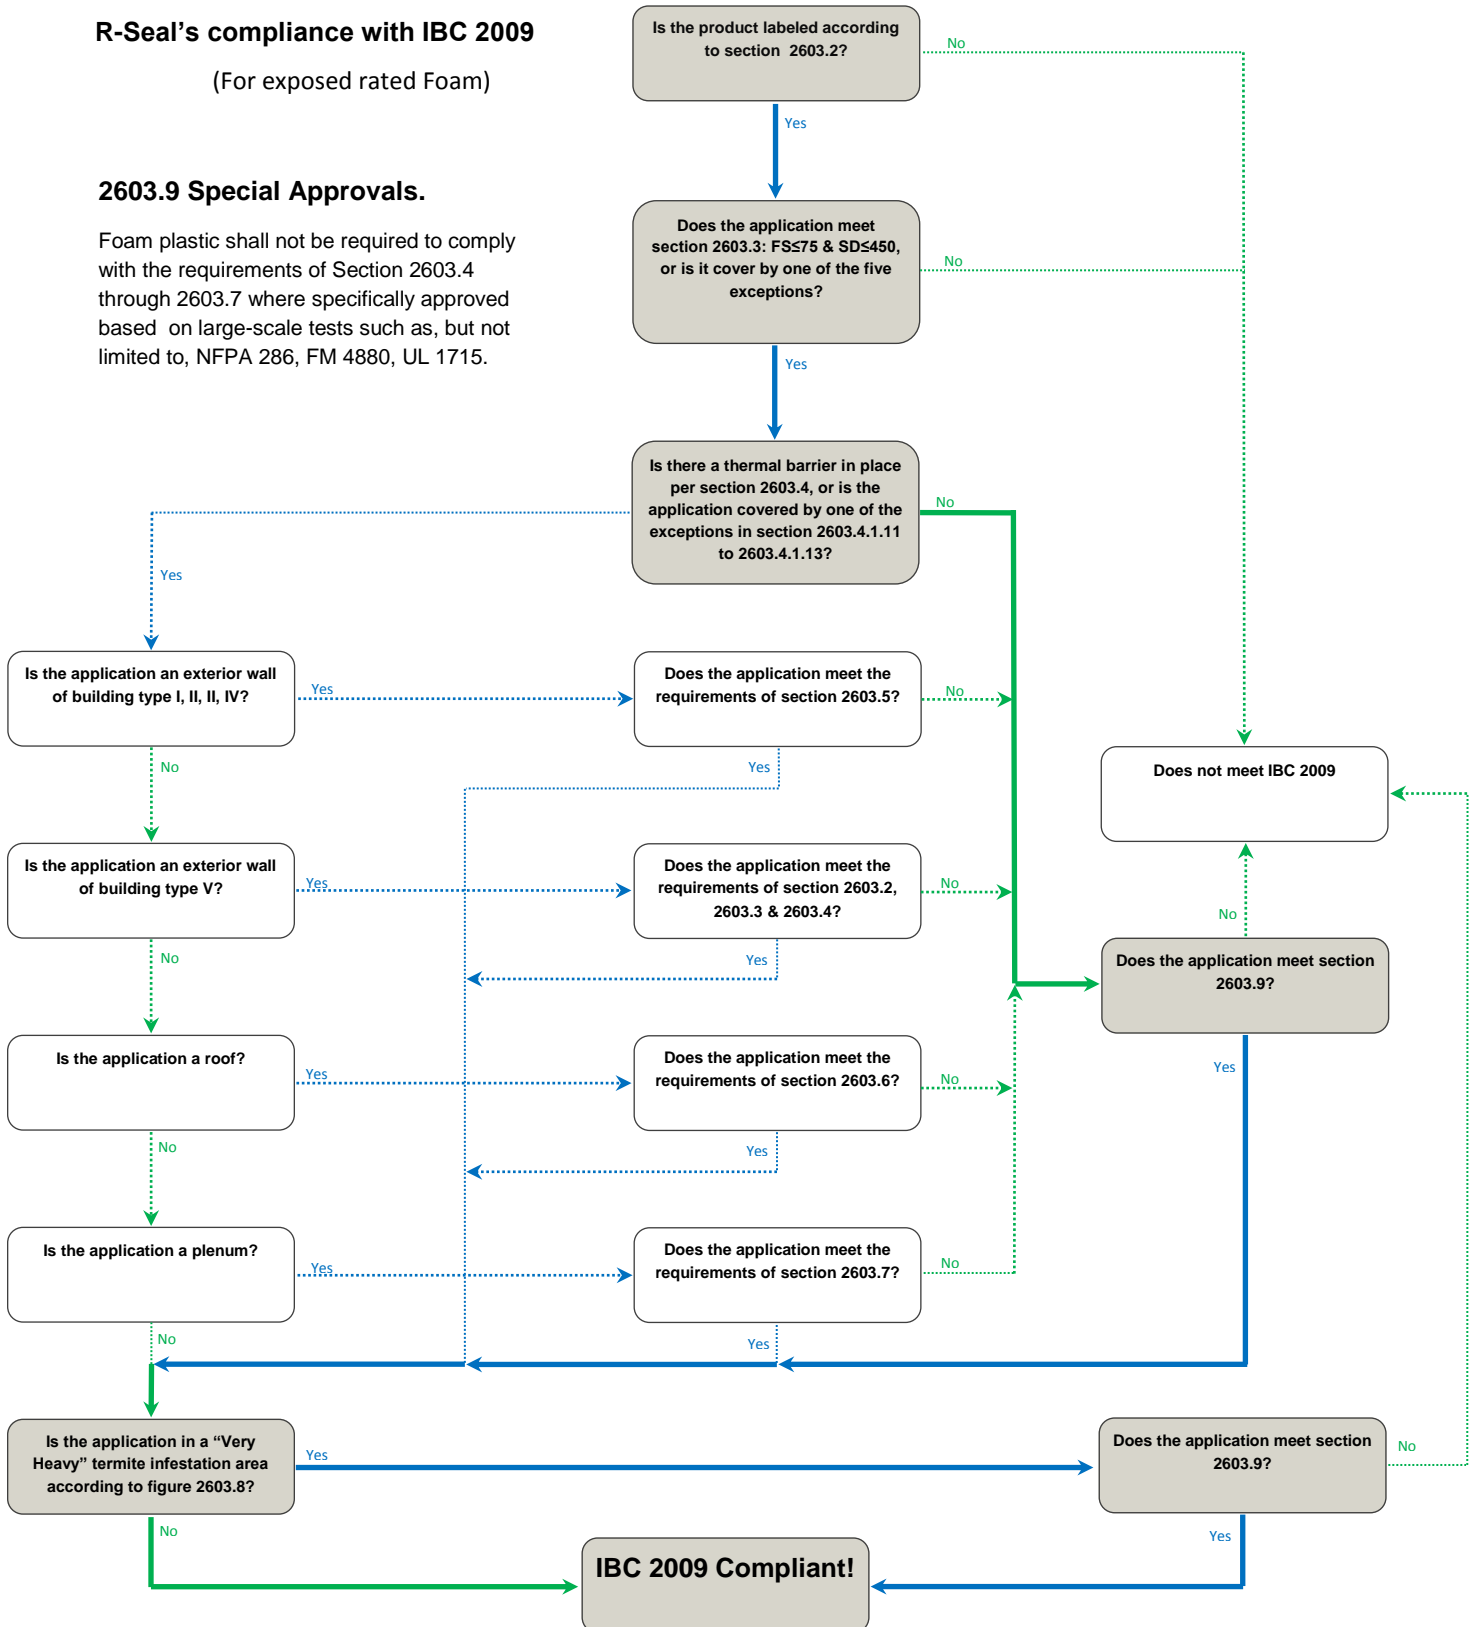 R-Seal's compliance with IBC 2009
(For exposed rated Foam)
2603.9 Special Approvals.
Foam plastic shall not be required to comply
with the requirements of Section 2603.4
through 2603.7 where specifically approved
based on large-scale tests such as, but not
limited to, NFPA 286, FM 4880, UL 1715.
Is the product labeled according
to section 2603.2?
No
Yes
Does the application meet
section 2603.3: FS≤75 & SD≤450,
or is it cover by one of the five
exceptions?
No
Yes
Is there a thermal barrier in place
per section 2603.4, or is the
application covered by one of the
exceptions in section 2603.4.1.11
to 2603.4.1.13?
No
Yes
Is the application an exterior wall
of building type I, II, II, IV?
Yes
No
Does the application meet the
requirements of section 2603.5?
No
Yes
Does not meet IBC 2009
Is the application an exterior wall
of building type V?
Yes
No
Does the application meet the
requirements of section 2603.2,
2603.3 & 2603.4?
No
Yes
No
Does the application meet section
2603.9?
Yes
Is the application a roof?
Yes
No
Does the application meet the
requirements of section 2603.6?
No
Yes
Is the application a plenum?
Yes
No
Does the application meet the
requirements of section 2603.7?
No
Yes
Is the application in a “Very
Heavy” termite infestation area
according to figure 2603.8?
Yes
No
Does the application meet section
2603.9?
No
Yes
IBC 2009 Compliant!